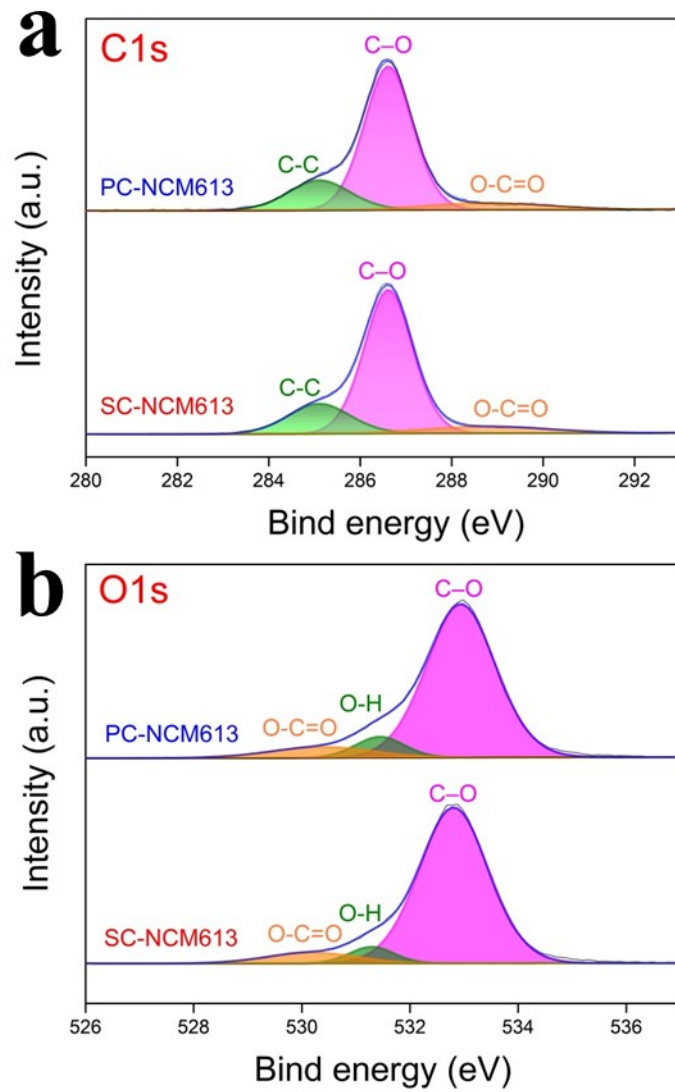 a
C1s
C–O
C-C
O-C=O
PC-NCM613
C–O
C-C
O-C=O
SC-NCM613
Intensity (a.u.)
280 282 284 286 288 290 292
Bind energy (eV)
b
O1s
C–O
O-H
O-C=O
PC-NCM613
C–O
O-H
O-C=O
SC-NCM613
Intensity (a.u.)
526 528 530 532 534 536
Bind energy (eV)